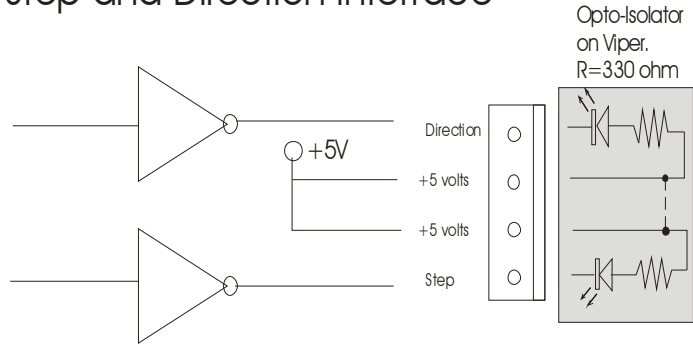 Step and Direction Interface
Opto-Isolator
on Viper.
R=330 ohm
Direction
+5V
+5 volts
+5 volts
Step